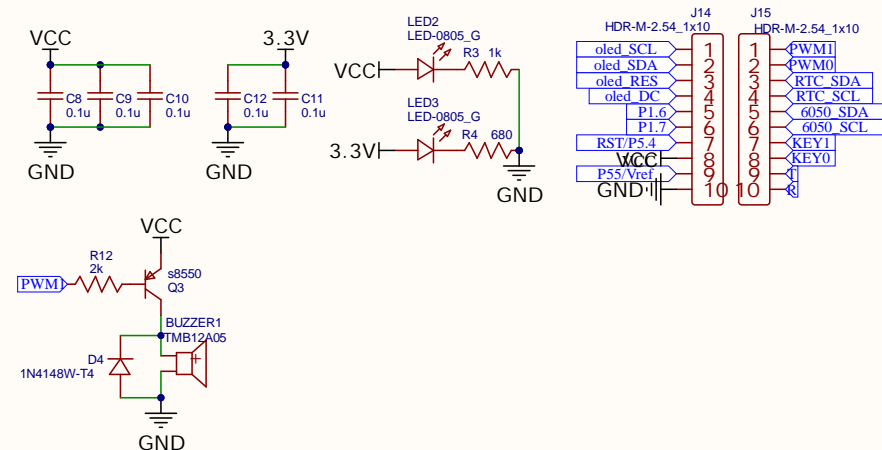 VCC
C8
0.1u
C9
0.1u
C10
0.1u
GND
3.3V
C12
0.1u
C11
0.1u
GND
LED2
LED-0805_G
VCC
R3 1k
LED3
LED-0805_G
3.3V
R4 680
GND
J14
HDR-M-2.54_1x10
oled_SCL 1
oled_SDA 2
oled_RES 3
oled_DC 4
P1.6 5
P1.7 6
RST/P5.4 7
VCC 8
P55/Vref 9
GND 10
J15
HDR-M-2.54_1x10
1 PWM1
2 PWM0
3 RTC_SDA
4 RTC_SCL
5 6050_SDA
6 6050_SCL
7 KEY1
8 KEY0
9 T
10 R
VCC
R12
2k
PWM1
s8550
Q3
BUZZER1
TMB12A05
D4
1N4148W-T4
GND